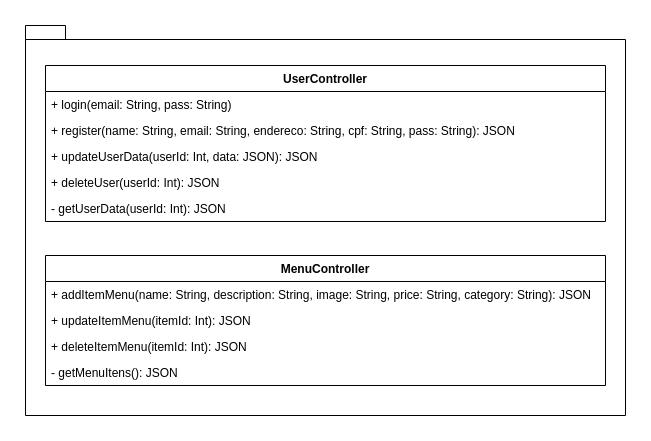 UserController
+ login(email: String, pass: String)
+ register(name: String, email: String, endereco: String, cpf: String, pass: String): JSON
+ updateUserData(userId: Int, data: JSON): JSON
+ deleteUser(userId: Int): JSON
- getUserData(userId: Int): JSON
MenuController
+ addItemMenu(name: String, description: String, image: String, price: String, category: String): JSON
+ updateItemMenu(itemId: Int): JSON
+ deleteItemMenu(itemId: Int): JSON
- getMenuItens(): JSON